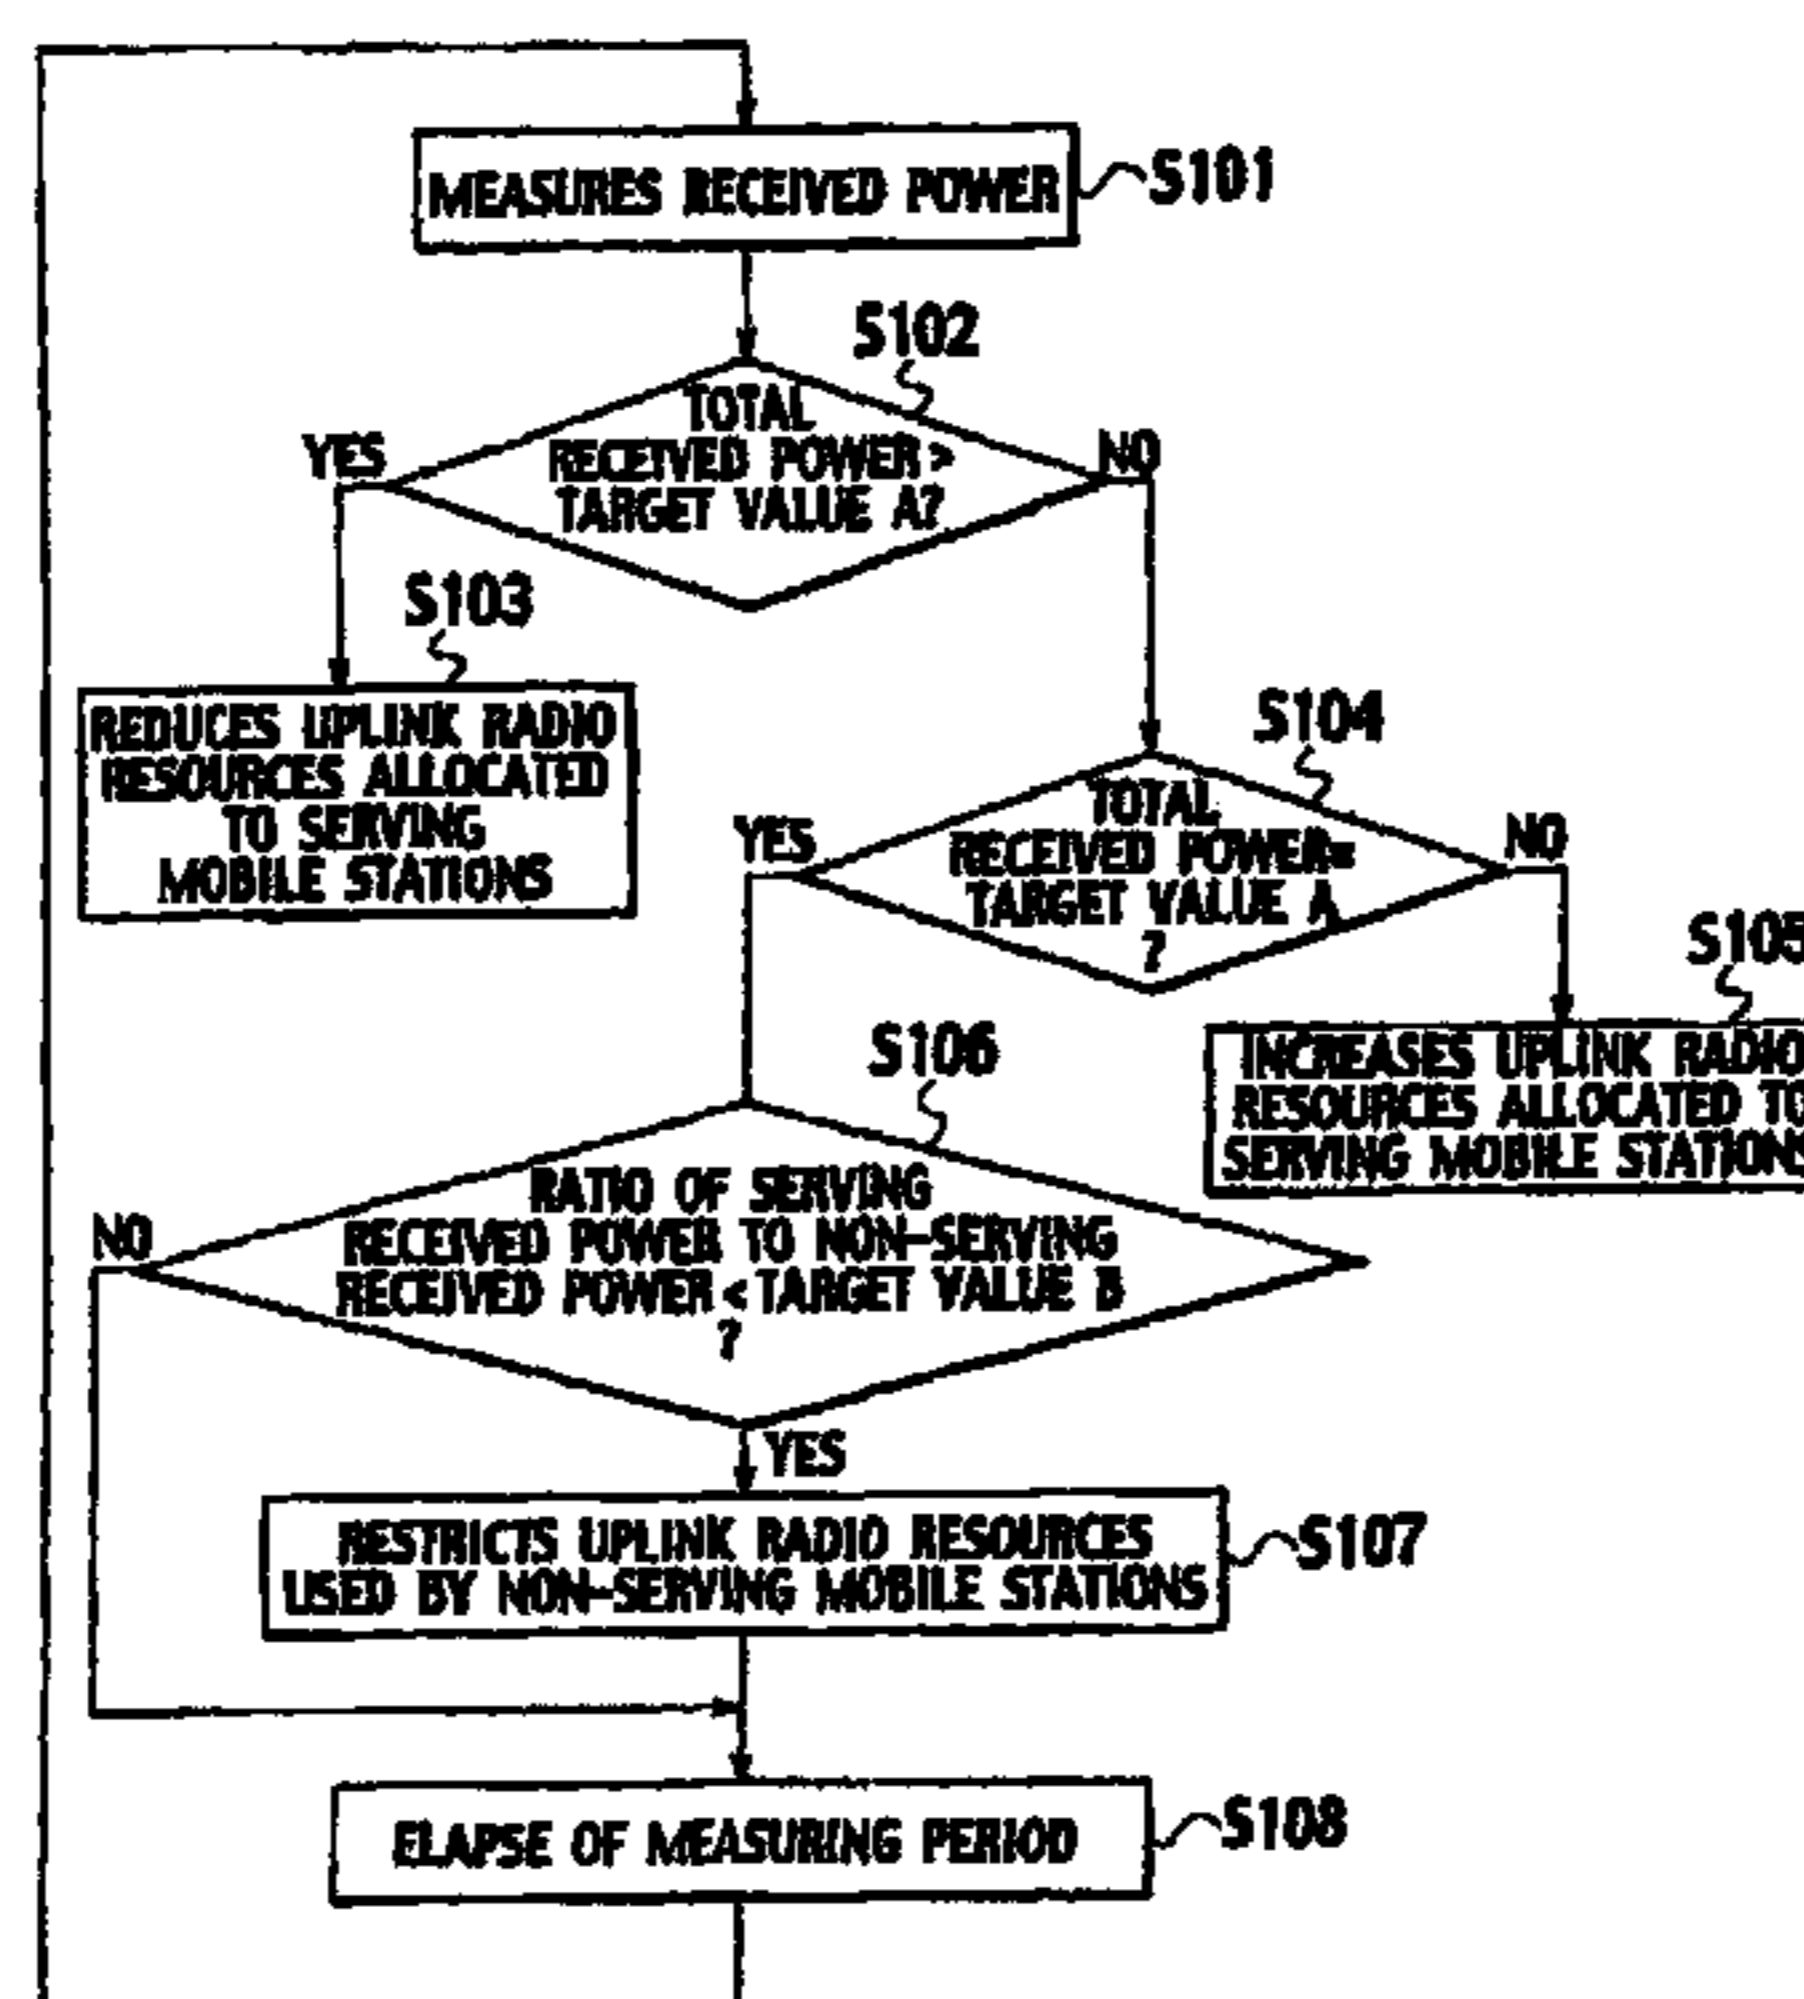 MEASURES RECEIVED POWER
S101
S102
TOTAL
RECEIVED POWER >
TARGET VALUE A?
YES
NO
S103
REDUCES UPLINK RADIO
RESOURCES ALLOCATED
TO SERVING
MOBILE STATIONS
S104
TOTAL
RECEIVED POWER=
TARGET VALUE A
?
YES
NO
S105
INCREASES UPLINK RADIO
RESOURCES ALLOCATED TO
SERVING MOBILE STATIONS
S106
RATIO OF SERVING
RECEIVED POWER TO NON-SERVING
RECEIVED POWER < TARGET VALUE B
?
NO
YES
RESTRICTS UPLINK RADIO RESOURCES
USED BY NON-SERVING MOBILE STATIONS
S107
ELAPSE OF MEASURING PERIOD
S108